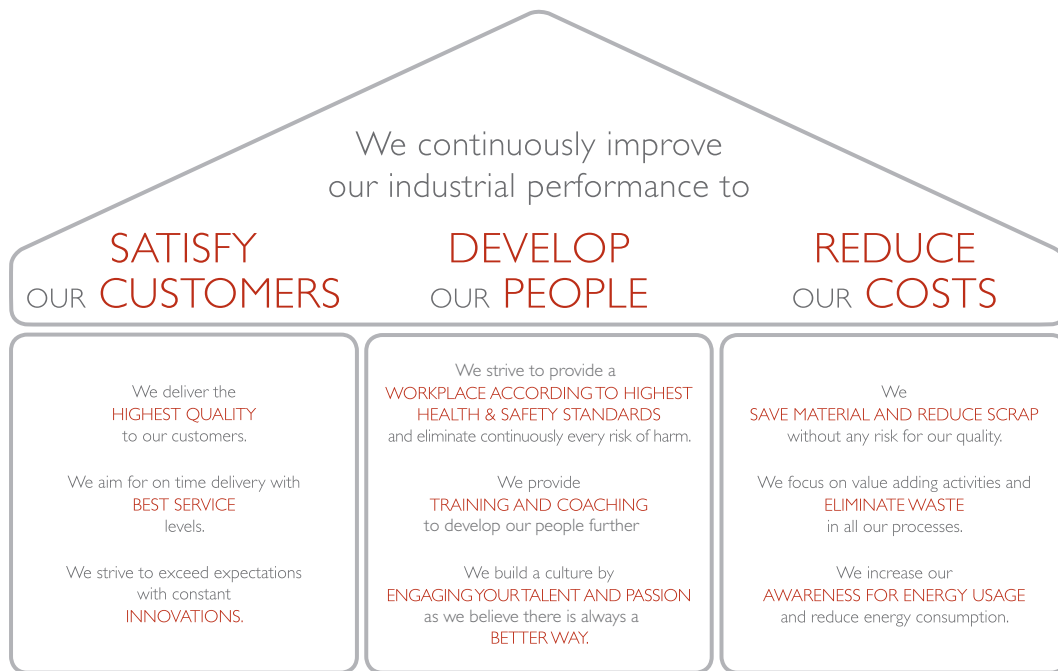 We continuously improve
our industrial performance to
SATISFY
OUR CUSTOMERS
DEVELOP
OUR PEOPLE
REDUCE
OUR COSTS
We deliver the
HIGHEST QUALITY
to our customers.
We aim for on time delivery with
BEST SERVICE
levels.
We strive to exceed expectations
with constant
INNOVATIONS.
We strive to provide a
WORKPLACE ACCORDING TO HIGHEST
HEALTH & SAFETY STANDARDS
and eliminate continuously every risk of harm.
We provide
TRAINING AND COACHING
to develop our people further
We build a culture by
ENGAGING YOUR TALENT AND PASSION
as we believe there is always a
BETTER WAY.
We
SAVE MATERIAL AND REDUCE SCRAP
without any risk for our quality.
We focus on value adding activities and
ELIMINATE WASTE
in all our processes.
We increase our
AWARENESS FOR ENERGY USAGE
and reduce energy consumption.